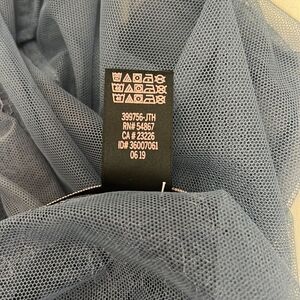 399756-JTH
RN# 54867
CA # 23226
ID# 36007061
06 19